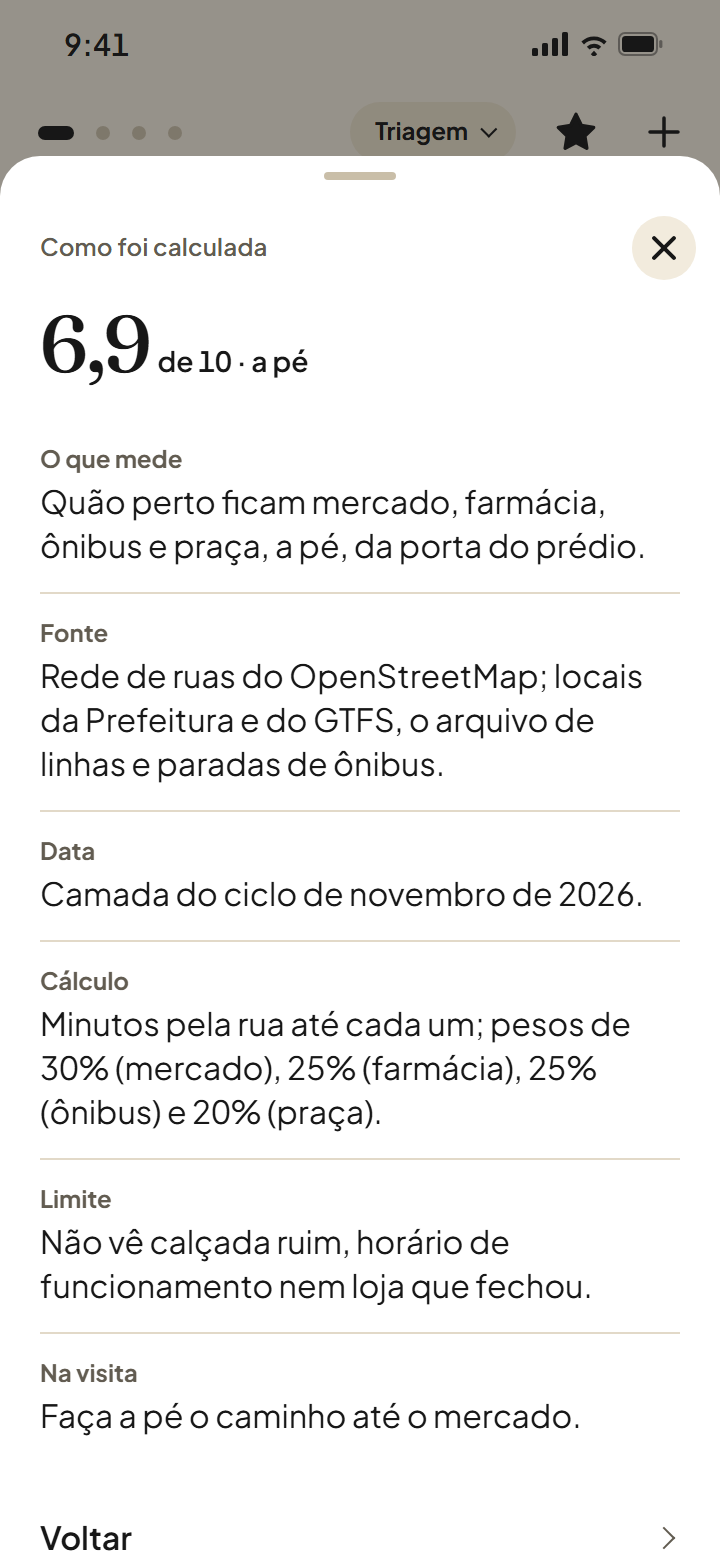 9:41
Triagem
Como foi calculada
6,9 de 10 · a pé
O que mede
Quão perto ficam mercado, farmácia,
ônibus e praça, a pé, da porta do prédio.
Fonte
Rede de ruas do OpenStreetMap; locais
da Prefeitura e do GTFS, o arquivo de
linhas e paradas de ônibus.
Data
Camada do ciclo de novembro de 2026.
Cálculo
Minutos pela rua até cada um; pesos de
30% (mercado), 25% (farmácia), 25%
(ônibus) e 20% (praça).
Limite
Não vê calçada ruim, horário de
funcionamento nem loja que fechou.
Na visita
Faça a pé o caminho até o mercado.
Voltar